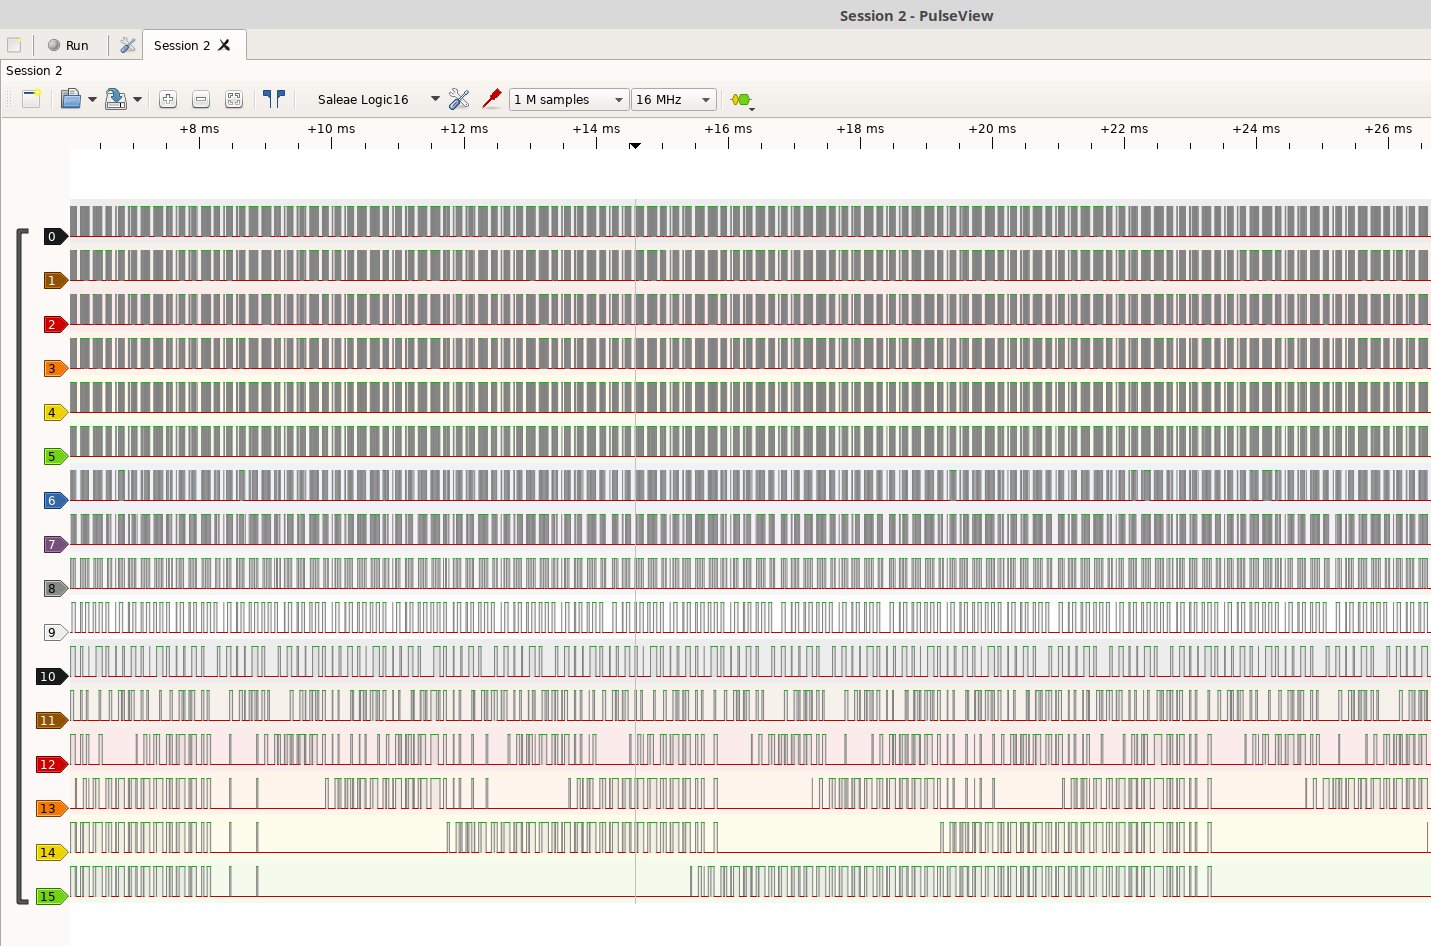 Session 2 - PulseView
Run
Session 2
Session 2
Saleae Logic16
1 M samples
16 MHz
+8 ms +10 ms +12 ms +14 ms +16 ms +18 ms +20 ms +22 ms +24 ms +26 ms
0
1
2
3
4
5
6
7
8
9
10
11
12
13
14
15